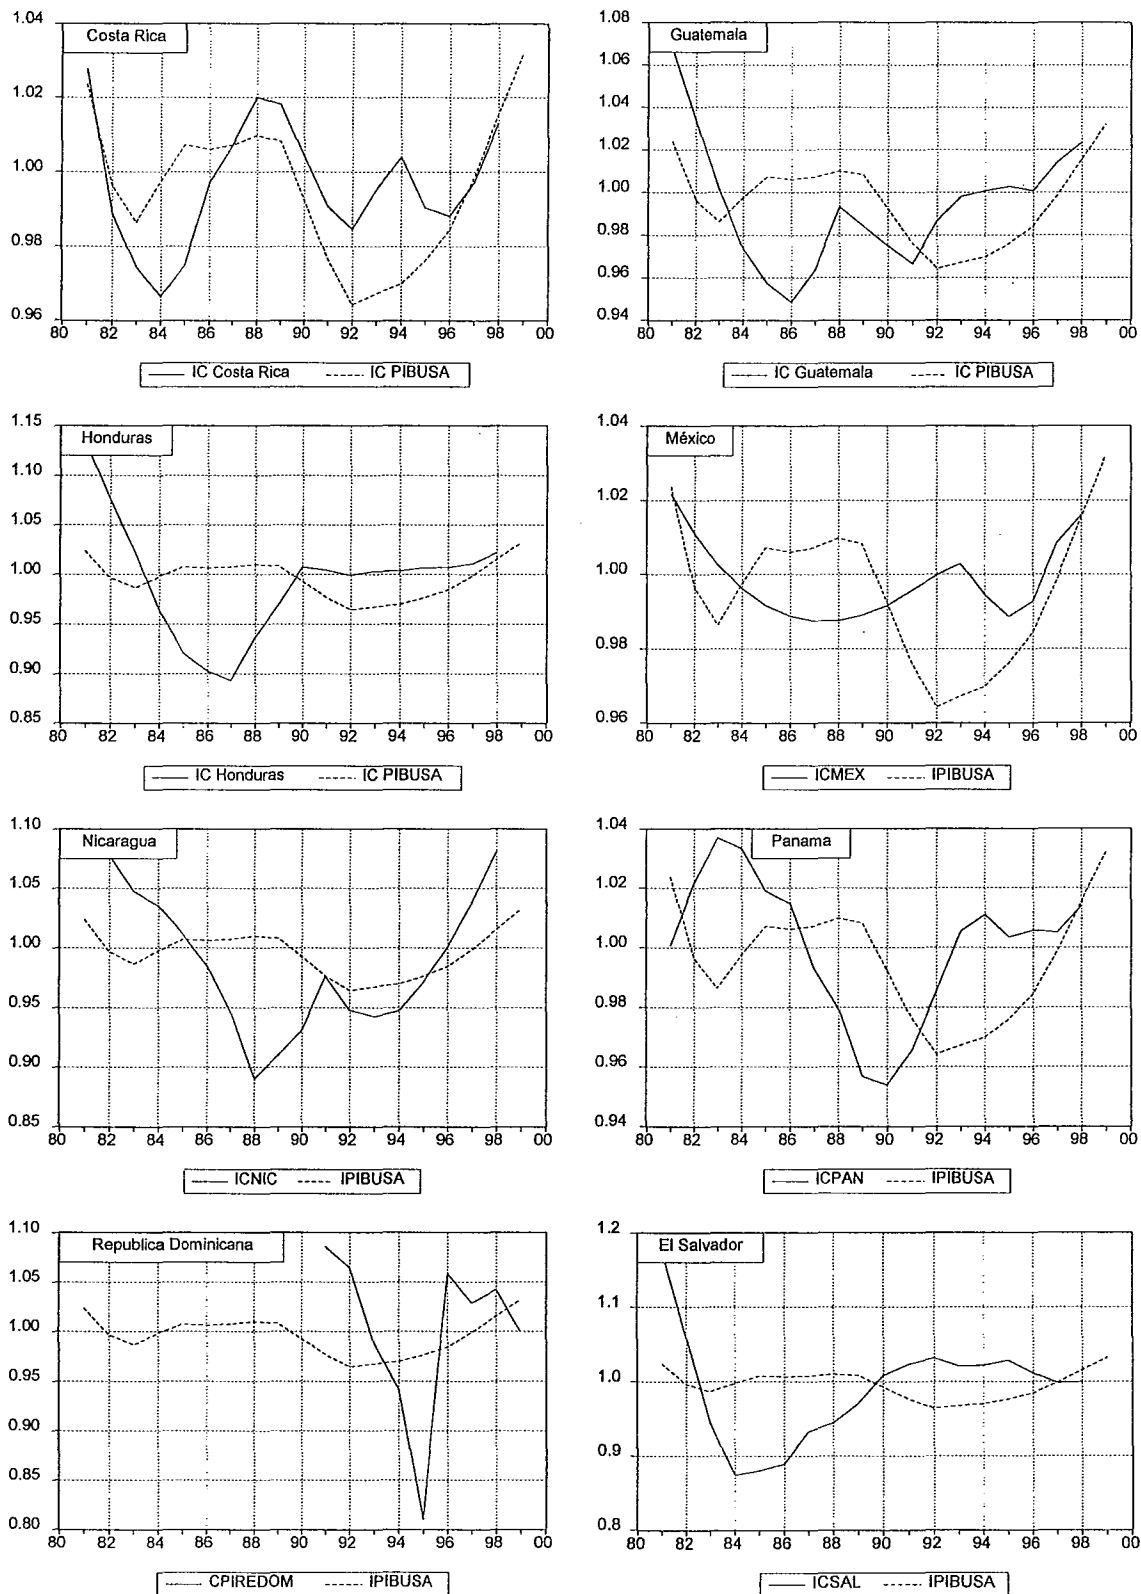 Costa Rica
1.04
1.02
1.00
0.98
0.96
80 82 84 86 88 90 92 94 96 98 00
IC Costa Rica IC PIBUSA
Guatemala
1.08
1.06
1.04
1.02
1.00
0.98
0.96
0.94
80 82 84 86 88 90 92 94 96 98 00
IC Guatemala IC PIBUSA
Honduras
1.15
1.10
1.05
1.00
0.95
0.90
0.85
80 82 84 86 88 90 92 94 96 98 00
IC Honduras IC PIBUSA
México
1.04
1.02
1.00
0.98
0.96
80 82 84 86 88 90 92 94 96 98 00
ICMEX IPIBUSA
Nicaragua
1.10
1.05
1.00
0.95
0.90
0.85
80 82 84 86 88 90 92 94 96 98 00
ICNIC IPIBUSA
Panama
1.04
1.02
1.00
0.98
0.96
0.94
80 82 84 86 88 90 92 94 96 98 00
ICPAN IPIBUSA
Republica Dominicana
1.10
1.05
1.00
0.95
0.90
0.85
0.80
80 82 84 86 88 90 92 94 96 98 00
CPIREDOM IPIBUSA
El Salvador
1.2
1.1
1.0
0.9
0.8
80 82 84 86 88 90 92 94 96 98 00
ICSAL IPIBUSA